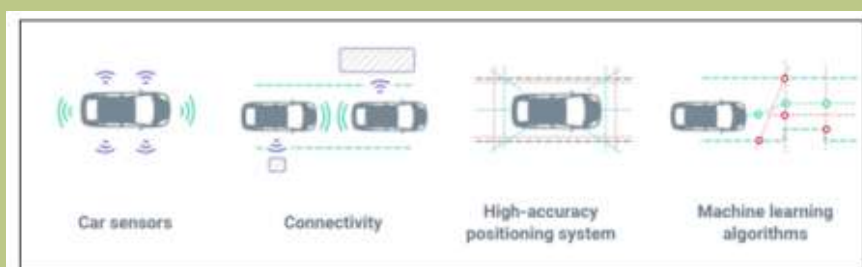 Car sensors
Connectivity
High-accuracy
positioning system
Machine learning
algorithms